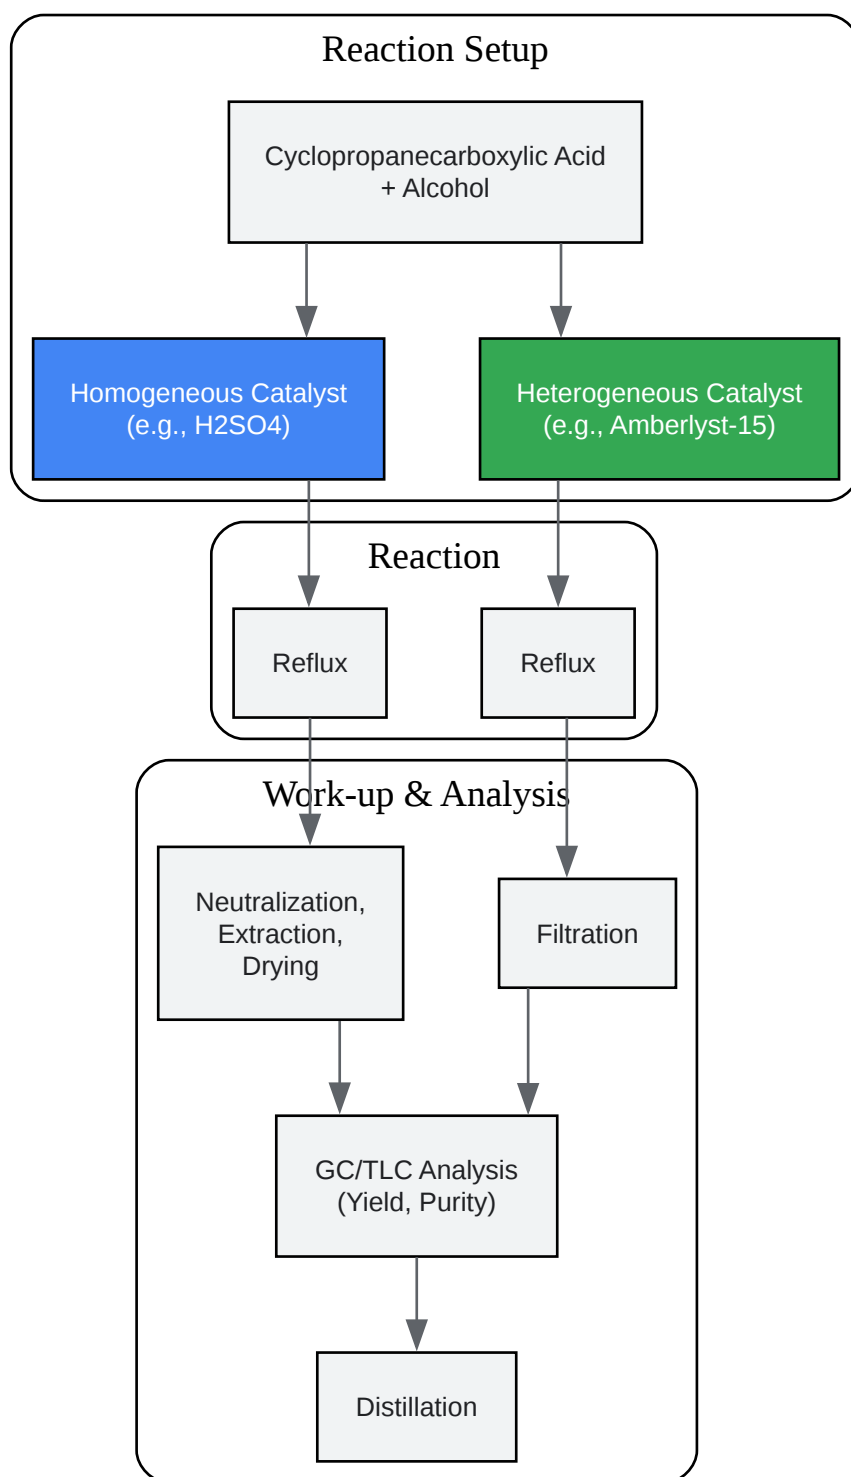 Reaction Setup
Cyclopropanecarboxylic Acid
+ Alcohol
Homogeneous Catalyst
(e.g., H2SO4)
Heterogeneous Catalyst
(e.g., Amberlyst-15)
Reaction
Reflux
Reflux
Work-up & Analysis
Neutralization,
Extraction,
Drying
Filtration
GC/TLC Analysis
(Yield, Purity)
Distillation